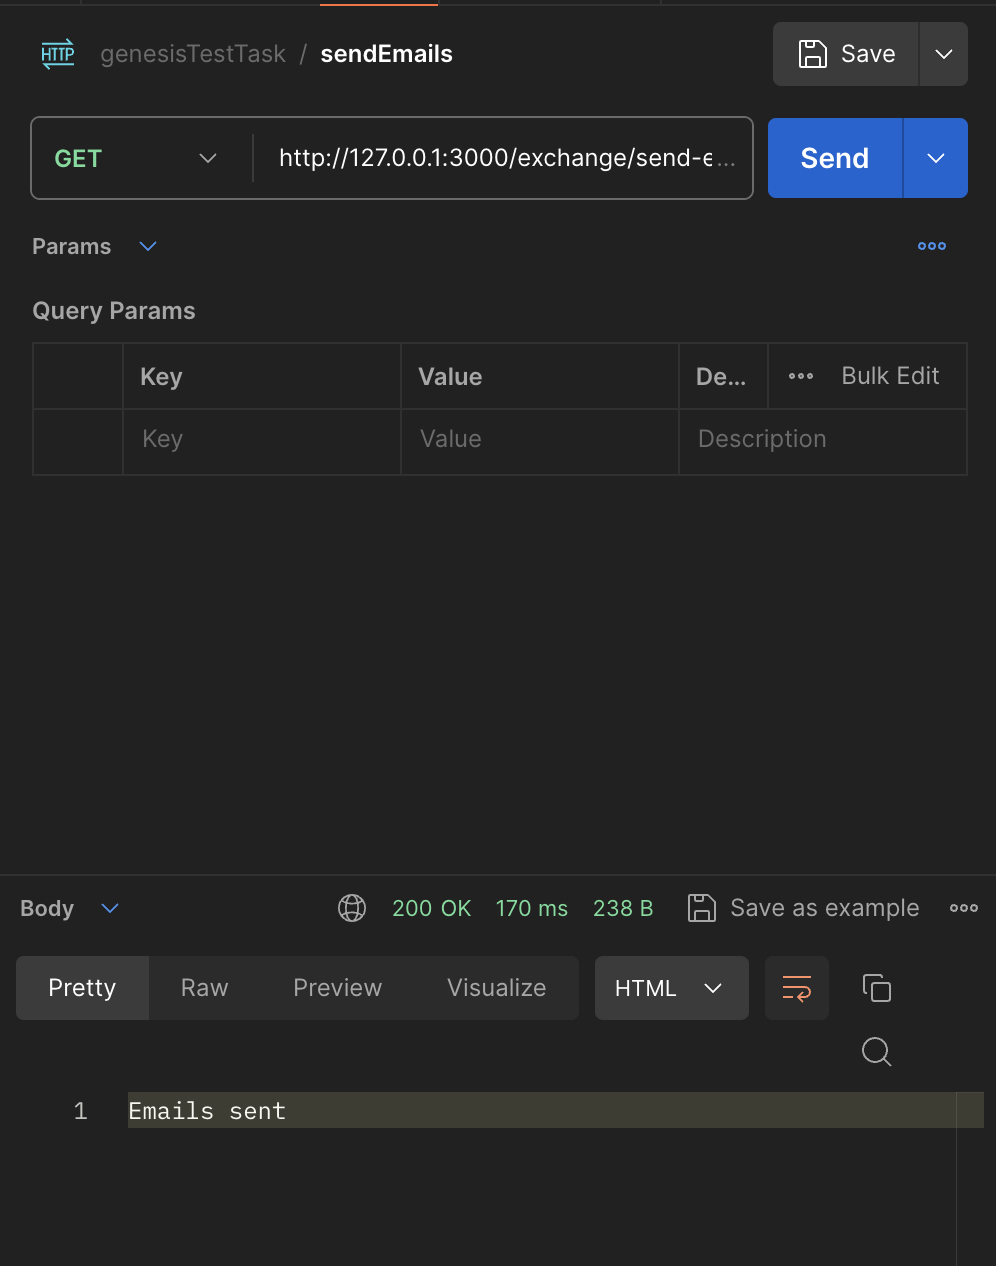 HTTP genesisTestTask / sendEmails Save
GET http://127.0.0.1:3000/exchange/send-e... Send
Params
Query Params
Key Value De... Bulk Edit
Key Value Description
Body 200 OK 170 ms 238 B Save as example
Pretty Raw Preview Visualize HTML
1 Emails sent